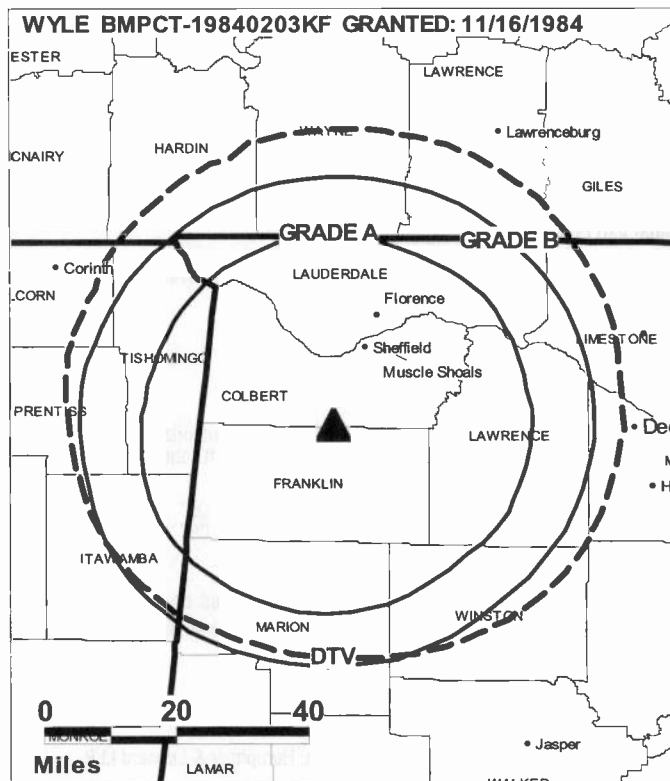 WYLE BMPCT-19840203KF GRANTED: 11/16/1984
ESTER
LAWRENCE
WAYNE
Lawrenceburg
HARDIN
CNAIRY
GILES
GRADE A
GRADE B
Corinth
LAUDERDALE
LCORN
Florence
LIMESTONE
Sheffield
TISHOMINGO
Muscle Shoals
COLBERT
PRENTISS
Dec
LAWRENCE
M
FRANKLIN
H
ITAWAMBA
WINSTON
MARION
DTV
0 20 40
MONROE
Jasper
Miles
LAMAR
WALKER